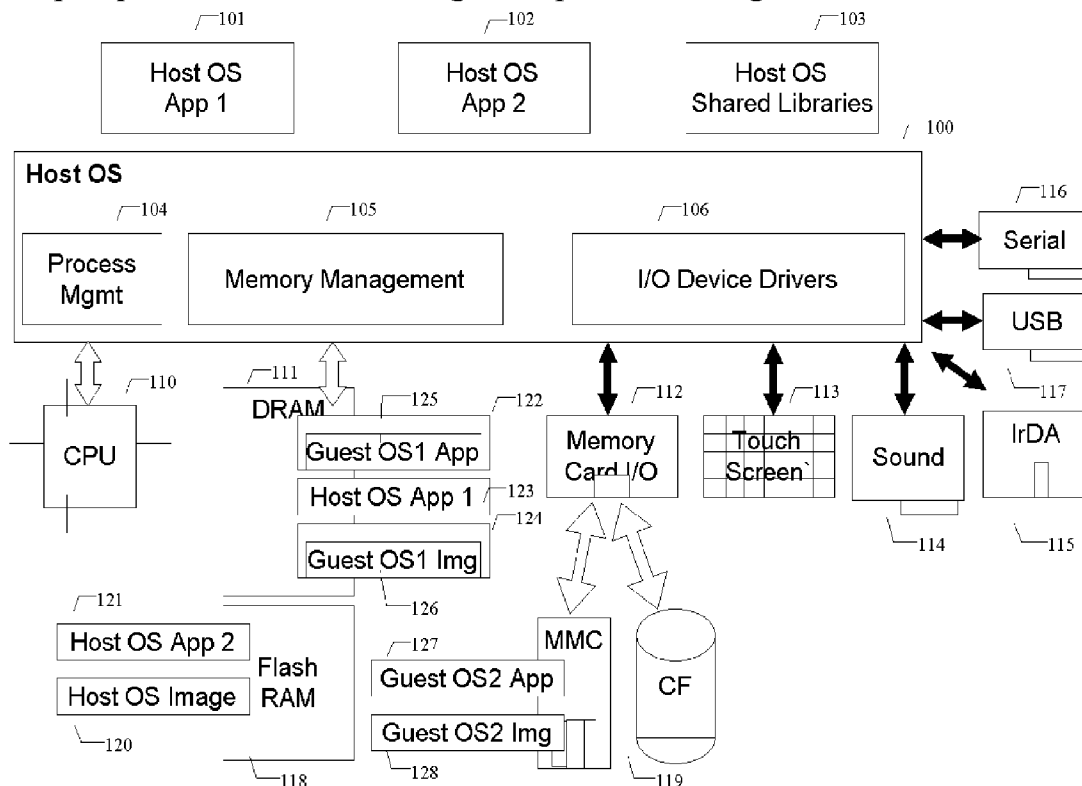 101
102
103
Host OS
App 1
Host OS
App 2
Host OS
Shared Libraries
100
Host OS
104
105
106
116
Process
Mgmt
Memory Management
I/O Device Drivers
Serial
USB
110
111
125
122
112
113
117
DRAM
CPU
Guest OS1 App
Memory
Card I/O
Touch
Screen`
Sound
IrDA
Host OS App 1
123
124
Guest OS1 Img
114
115
126
121
127
Host OS App 2
Flash
RAM
MMC
Guest OS2 App
CF
Host OS Image
Guest OS2 Img
120
118
128
119